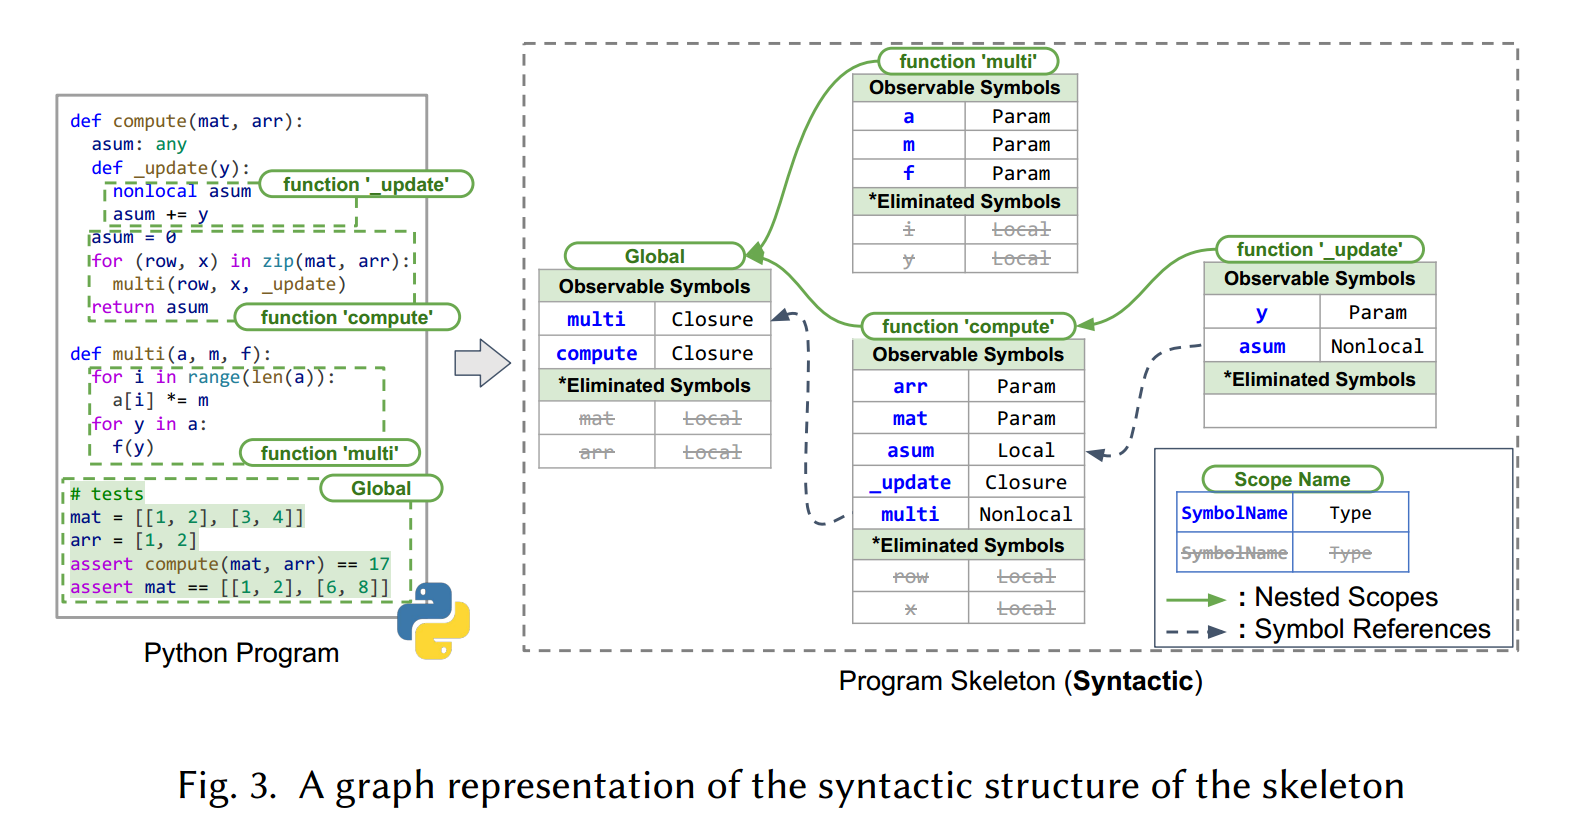 def compute(mat, arr):
asum: any
def _update(y):
function '_update'
nonlocal asum
asum += y
asum = 0
for (row, x) in zip(mat, arr):
multi(row, x, _update)
return asum
function 'compute'
def multi(a, m, f):
for i in range(len(a)):
a[i] *= m
for y in a:
f(y)
function 'multi'
Global
# tests
mat = [[1, 2], [3, 4]]
arr = [1, 2]
assert compute(mat, arr) == 17
assert mat == [[1, 2], [6, 8]]
Python Program
Global
Observable Symbols
multi Closure
compute Closure
*Eliminated Symbols
mat Local
arr Local
function 'multi'
Observable Symbols
a Param
m Param
f Param
*Eliminated Symbols
i Local
y Local
function 'compute'
Observable Symbols
arr Param
mat Param
asum Local
_update Closure
multi Nonlocal
*Eliminated Symbols
row Local
x Local
function '_update'
Observable Symbols
y Param
asum Nonlocal
*Eliminated Symbols
Scope Name
SymbolName Type
SymbolName Type
: Nested Scopes
: Symbol References
Program Skeleton (Syntactic)
Fig. 3. A graph representation of the syntactic structure of the skeleton